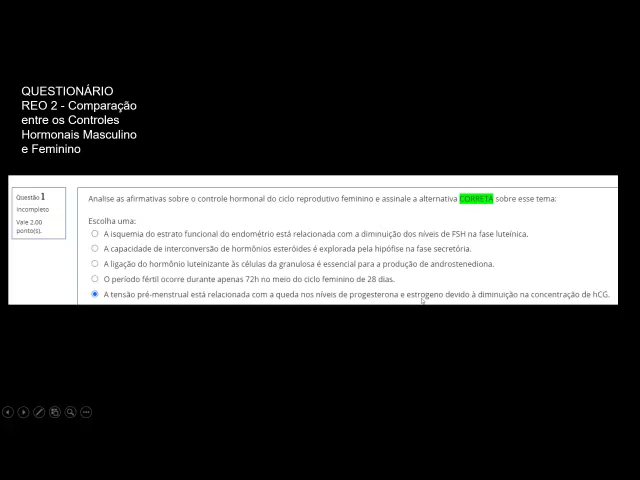 QUESTIONÁRIO
REO 2 - Comparação
entre os Controles
Hormonais Masculino
e Feminino
Questão 1
Incompleto
Vale 2,00
ponto(s).
Analise as afirmativas sobre o controle hormonal do ciclo reprodutivo feminino e assinale a alternativa CORRETA sobre esse tema:
Escolha uma:
A isquemia do estrato funcional do endométrio está relacionada com a diminuição dos níveis de FSH na fase luteínica.
A capacidade de interconversão de hormônios esteróides é explorada pela hipófise na fase secretória.
A ligação do hormônio luteinizante às células da granulosa é essencial para a produção de androstenediona.
O período fértil ocorre durante apenas 72h no meio do ciclo feminino de 28 dias.
A tensão pré-menstrual está relacionada com a queda nos níveis de progesterona e estrogeno devido à diminuição na concentração de hCG.